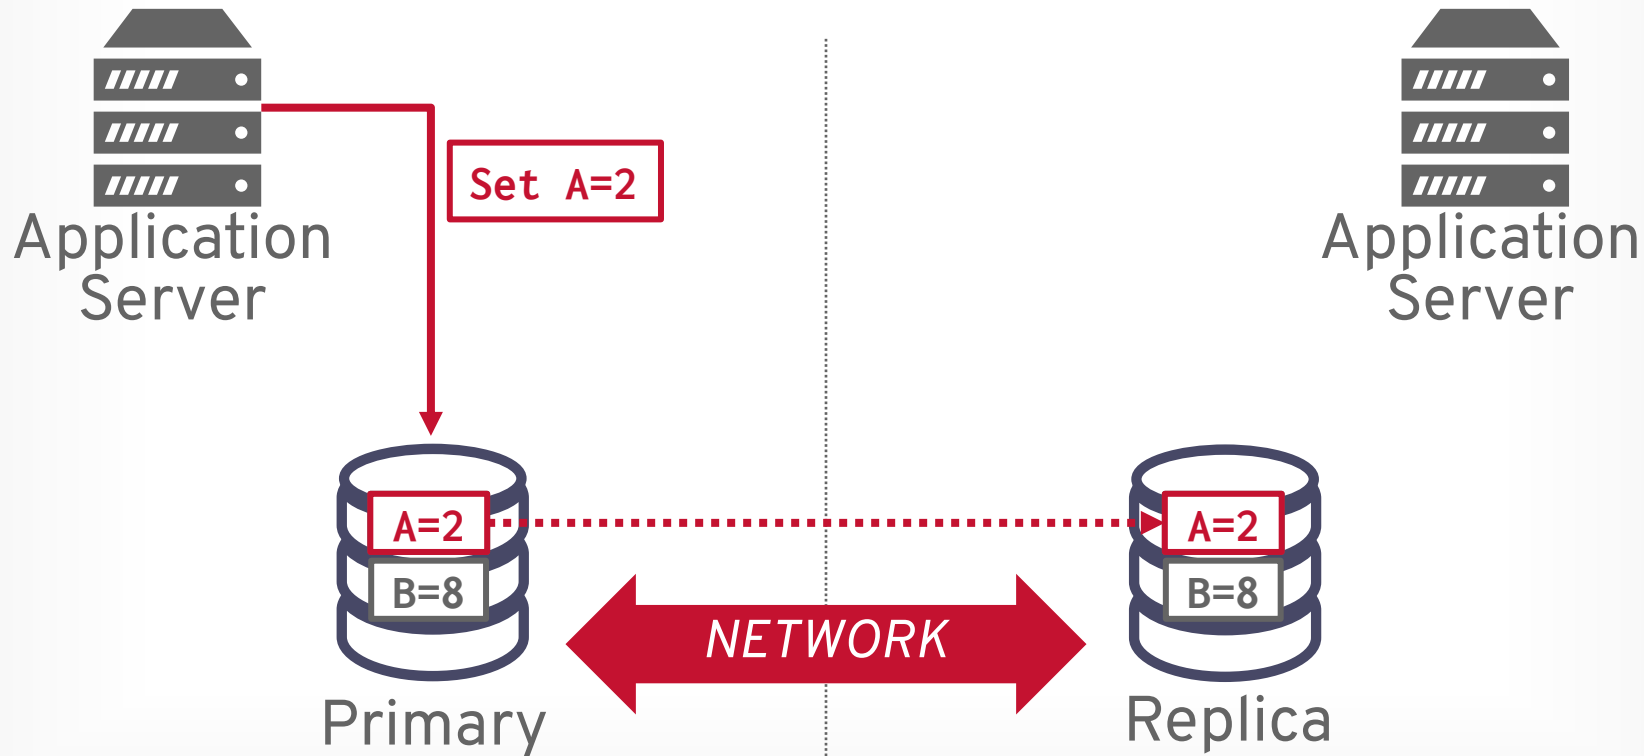 Set A=2
Application
Server
Application
Server
A=2
A=2
B=8
B=8
NETWORK
Primary
Replica